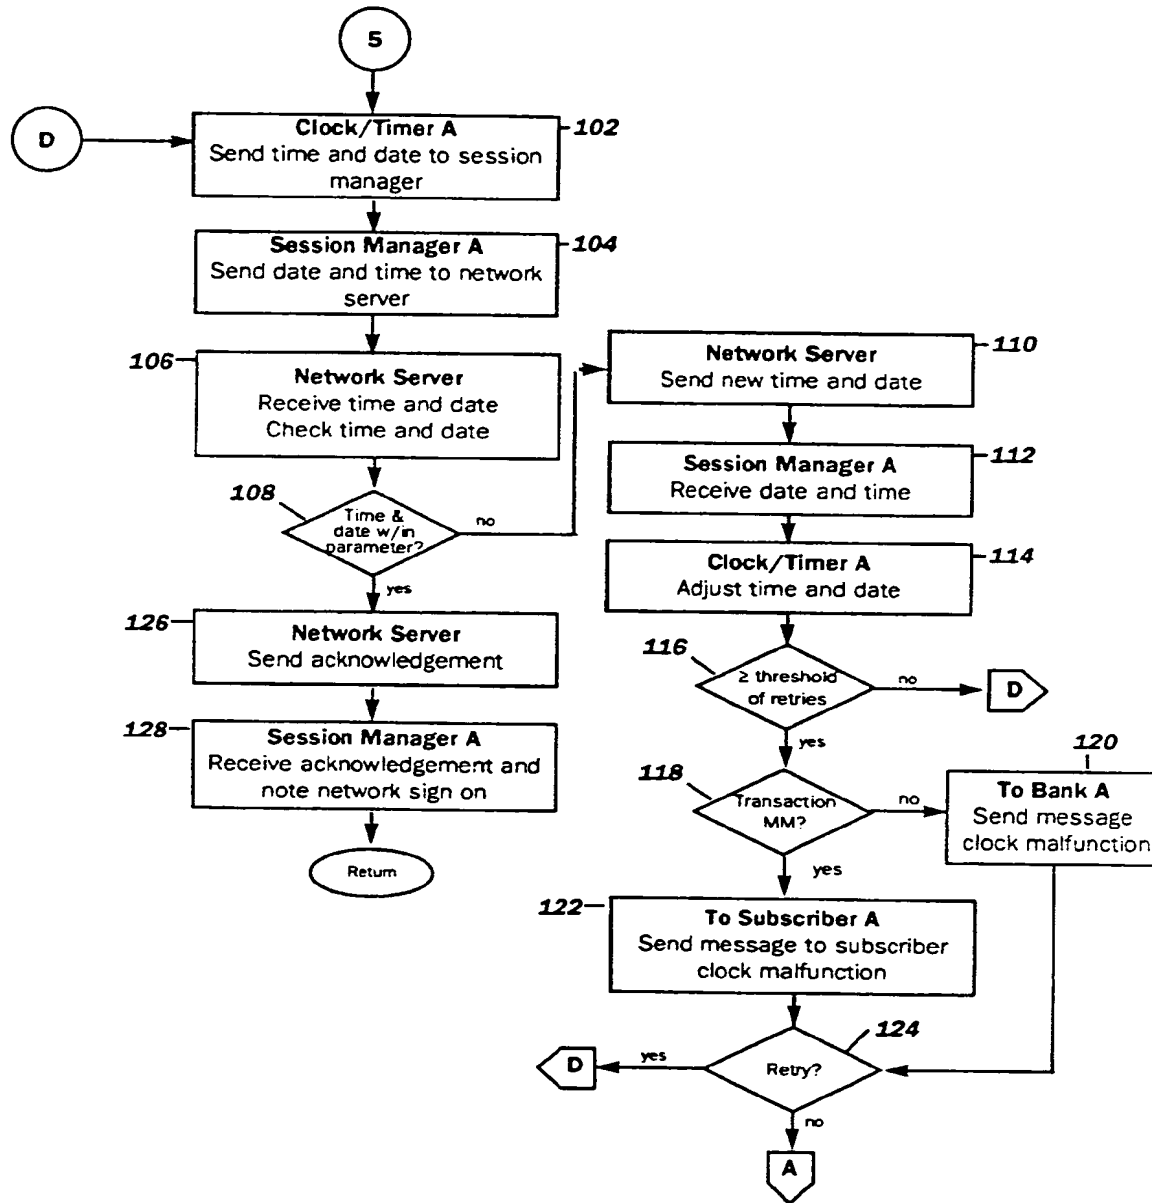 5
D
Clock/Timer A
102
Send time and date to session
manager
Session Manager A
104
Send date and time to network
server
106
Network Server
Receive time and date
Check time and date
108
Time &
date w/in
parameter?
no
yes
126
Network Server
Send acknowledgement
128
Session Manager A
Receive acknowledgement and
note network sign on
Return
Network Server
110
Send new time and date
Session Manager A
112
Receive date and time
Clock/Timer A
114
Adjust time and date
116
≥ threshold
of retries
no
D
yes
118
Transaction
MM?
no
120
To Bank A
Send message
clock malfunction
yes
122
To Subscriber A
Send message to subscriber
clock malfunction
124
Retry?
yes
D
no
A